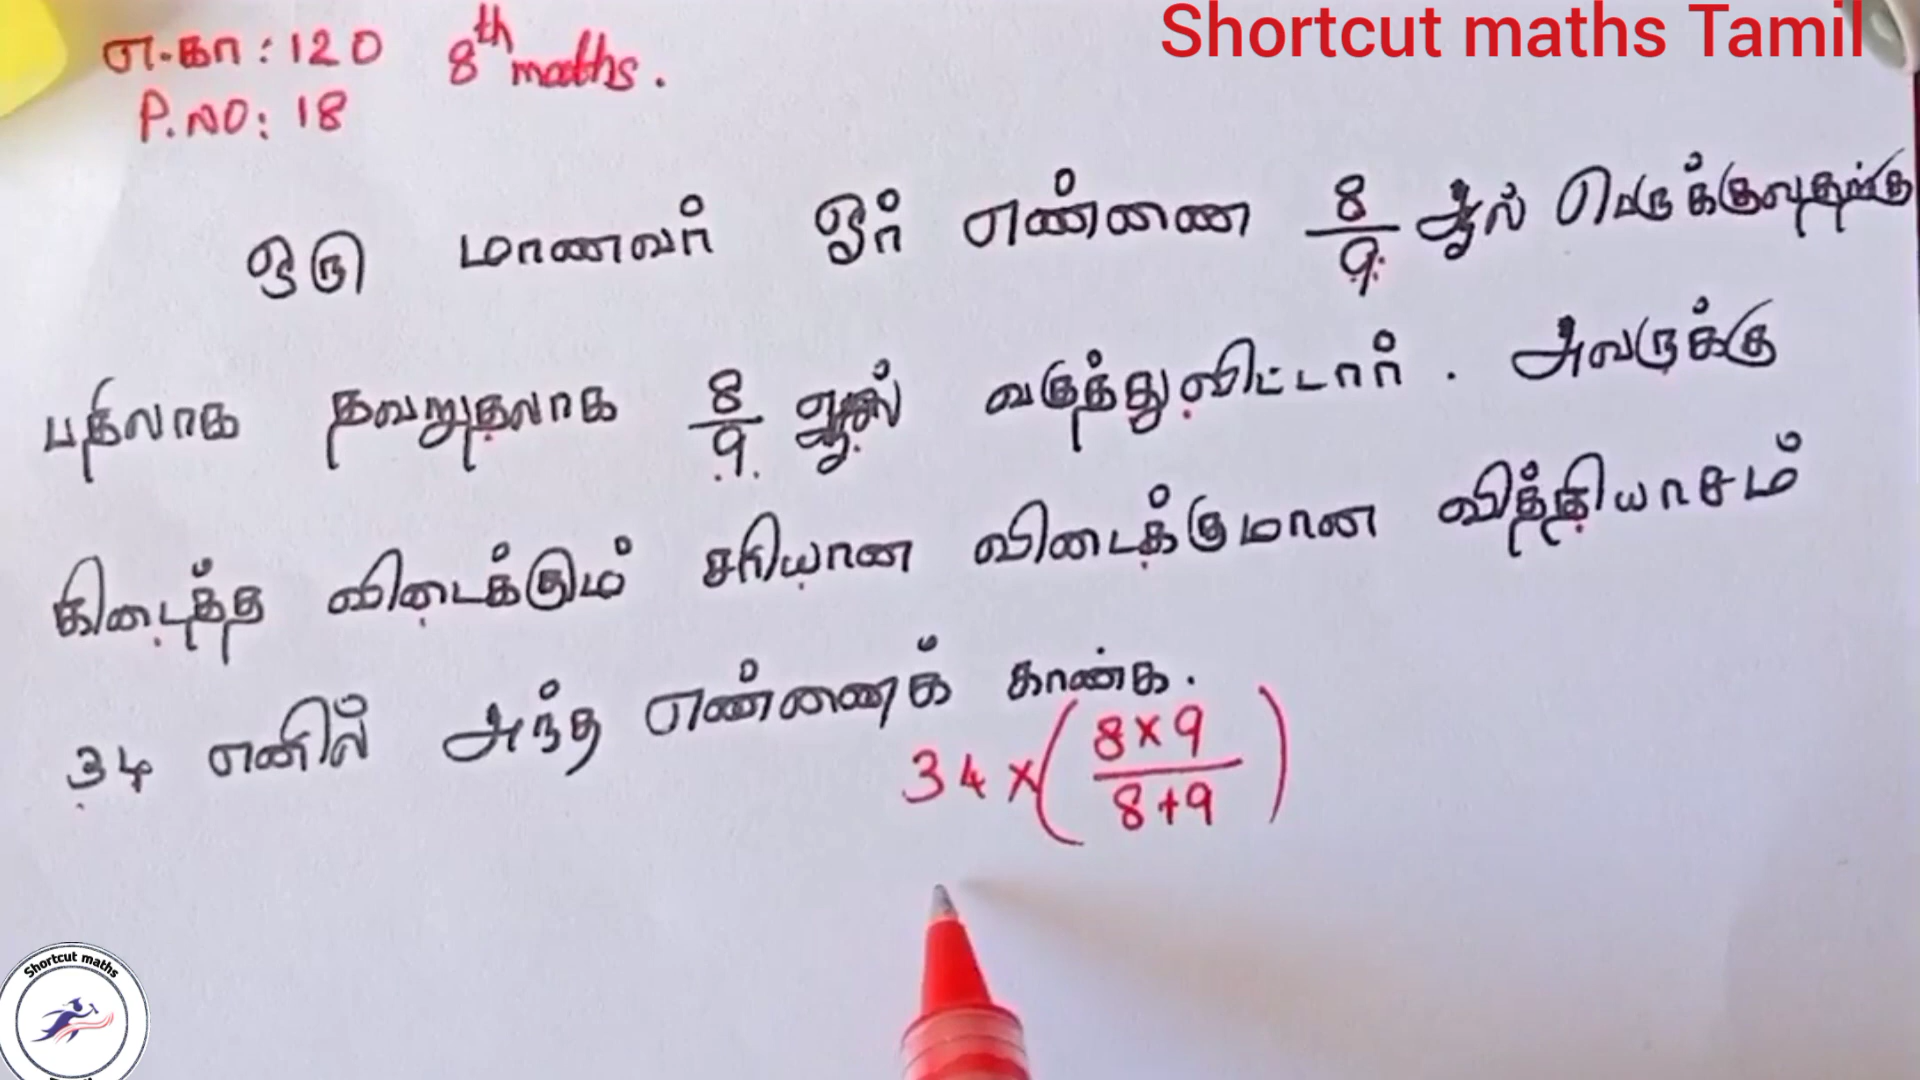 Shortcut maths Tamil
எ.கா : 120 8th maths.
P.NO: 18
ஒரு மாணவர் ஓர் எண்ணை 8/9 ஆல் பெருக்குவதற்கு
பதிலாக தவறுதலாக 8/9 ஆல் வகுத்துவிட்டார். அவருக்கு
கிடைத்த விடைக்கும் சரியான விடைக்குமான வித்தியாசம்
34 எனில் அந்த எண்ணைக் காண்க.
34 × ( 8×9 / 8+9 )
Shortcut maths